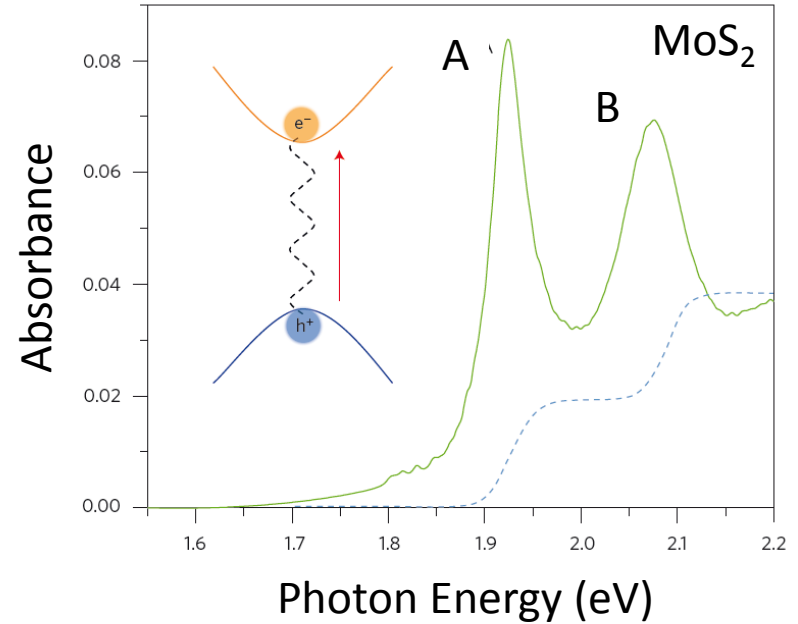 MoS₂
A
B
e⁻
h⁺
Absorbance
0.08
0.06
0.04
0.02
0.00
1.6 1.7 1.8 1.9 2.0 2.1 2.2
Photon Energy (eV)